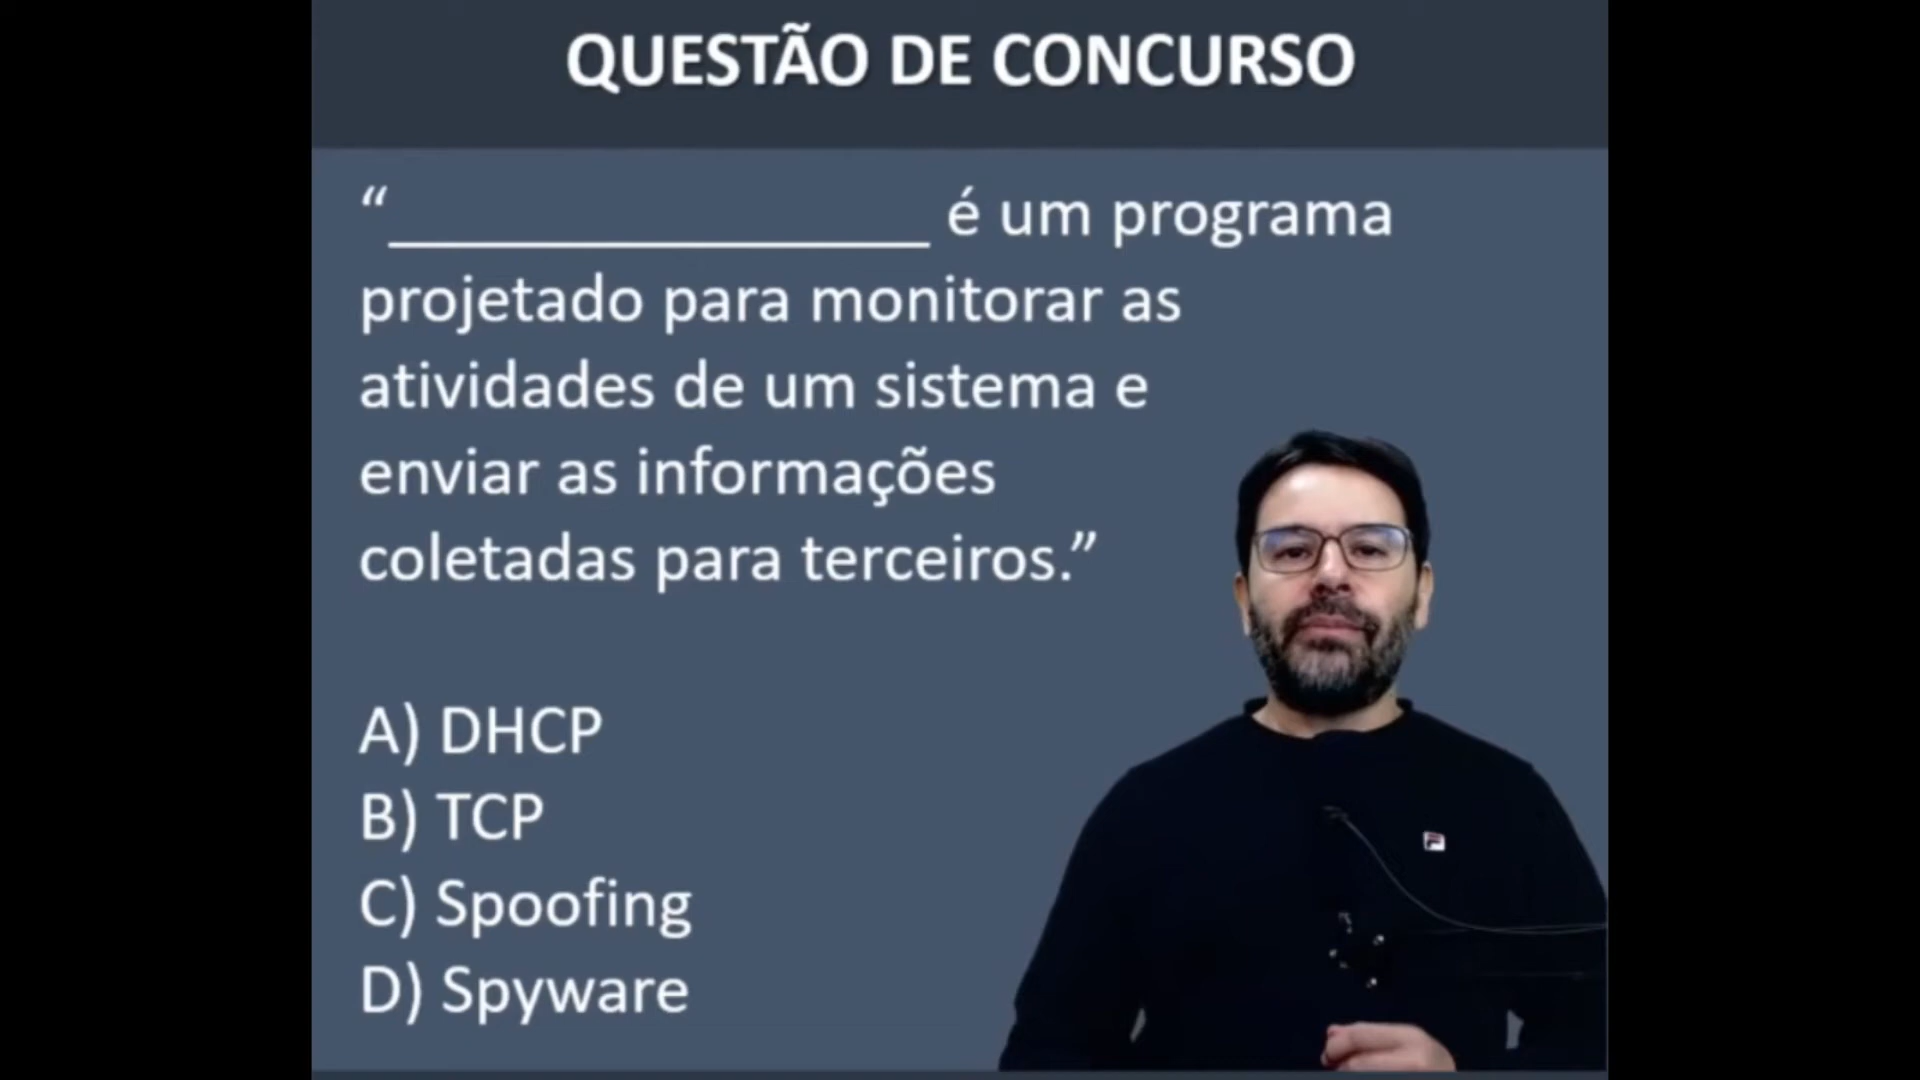 QUESTÃO DE CONCURSO
“________________ é um programa
projetado para monitorar as
atividades de um sistema e
enviar as informações
coletadas para terceiros.”
A) DHCP
B) TCP
C) Spoofing
D) Spyware